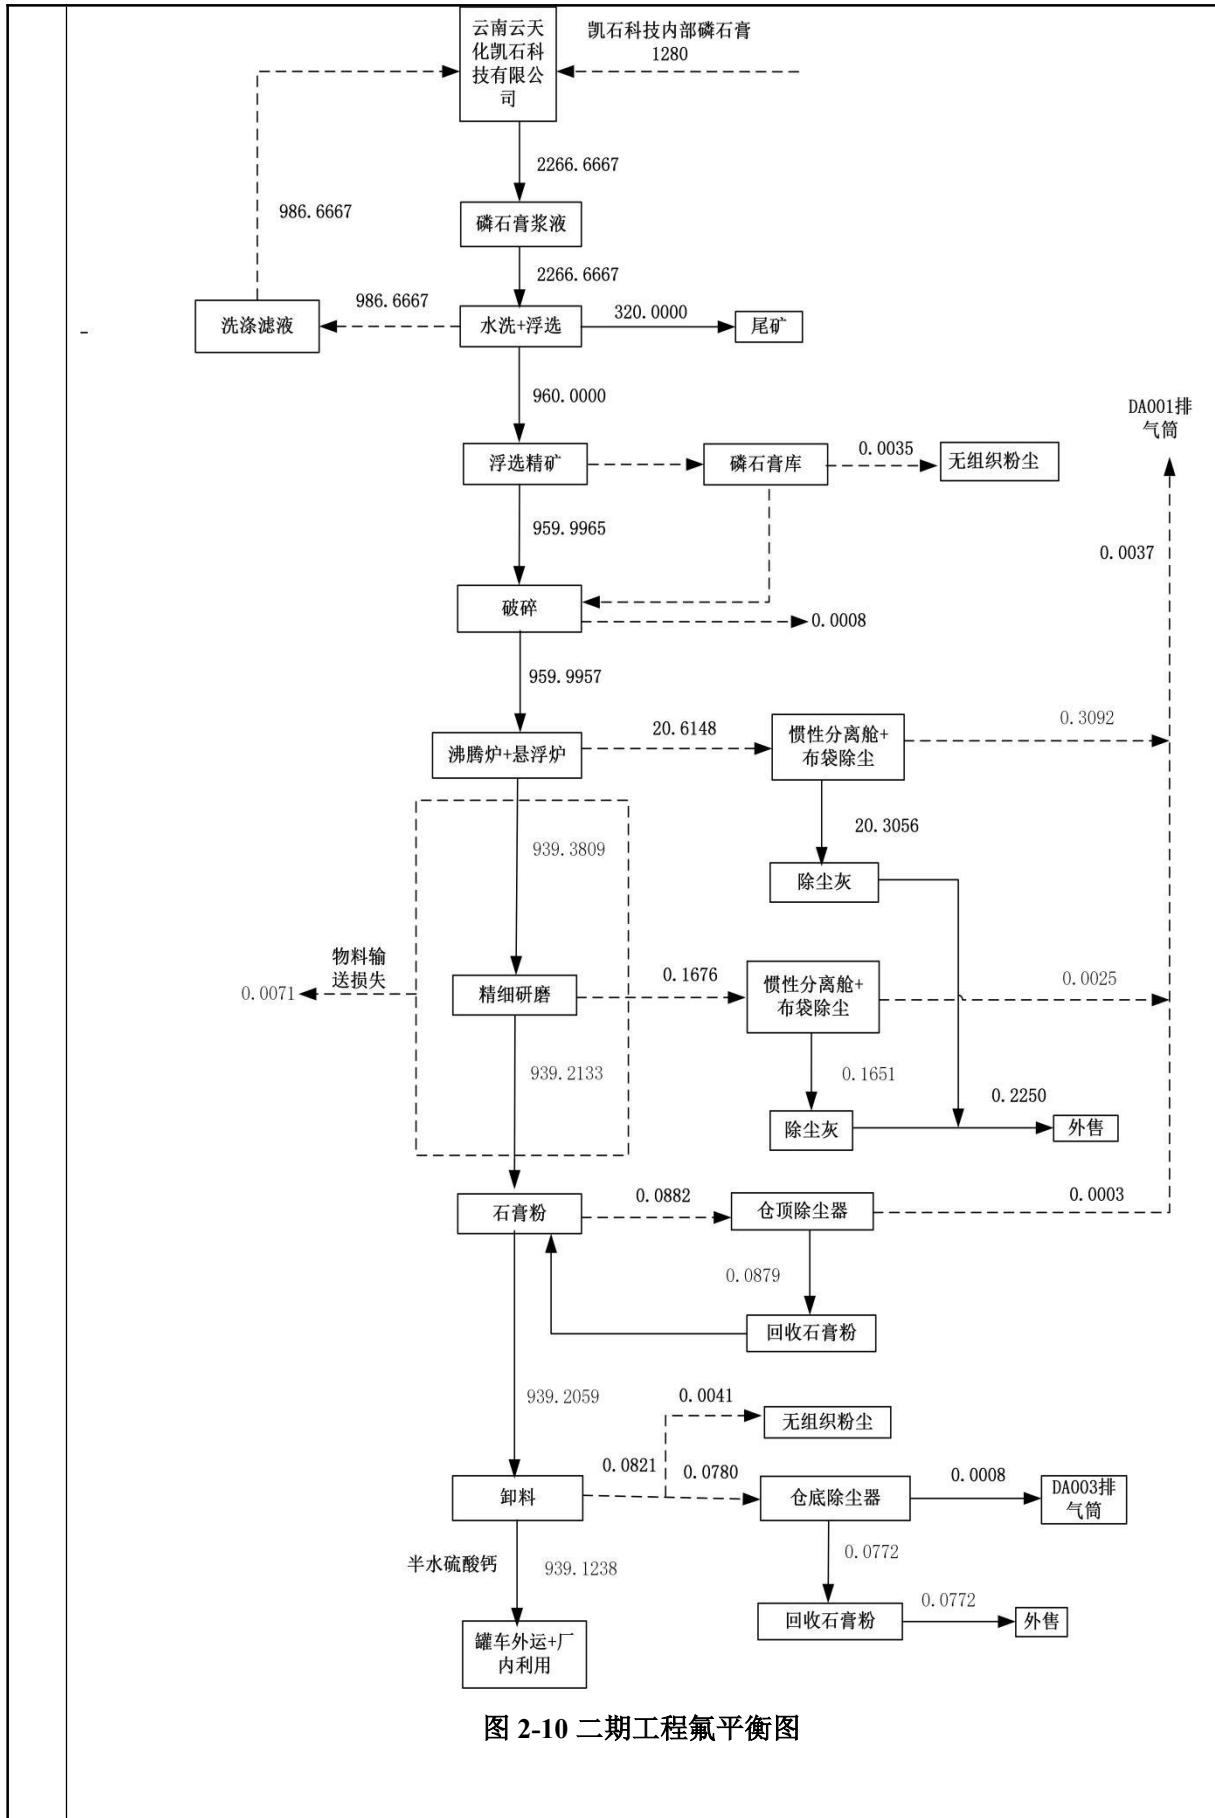 云南云天
化凯石科
技有限公
司
凯石科技内部磷石膏
1280
2266.6667
986.6667
磷石膏浆液
2266.6667
986.6667
洗涤滤液
水洗+浮选
320.0000
尾矿
960.0000
DA001排
气筒
浮选精矿
磷石膏库
0.0035
无组织粉尘
959.9965
0.0037
破碎
0.0008
959.9957
沸腾炉+悬浮炉
20.6148
惯性分离舱+
布袋除尘
0.3092
939.3809
20.3056
除尘灰
物料输
送损失
0.0071
精细研磨
0.1676
惯性分离舱+
布袋除尘
0.0025
939.2133
0.1651
0.2250
除尘灰
外售
石膏粉
0.0882
仓顶除尘器
0.0003
0.0879
回收石膏粉
939.2059
0.0041
无组织粉尘
0.0821
0.0780
卸料
仓底除尘器
0.0008
DA003排
气筒
半水硫酸钙
939.1238
0.0772
回收石膏粉
0.0772
外售
罐车外运+厂
内利用
图 2-10 二期工程氟平衡图